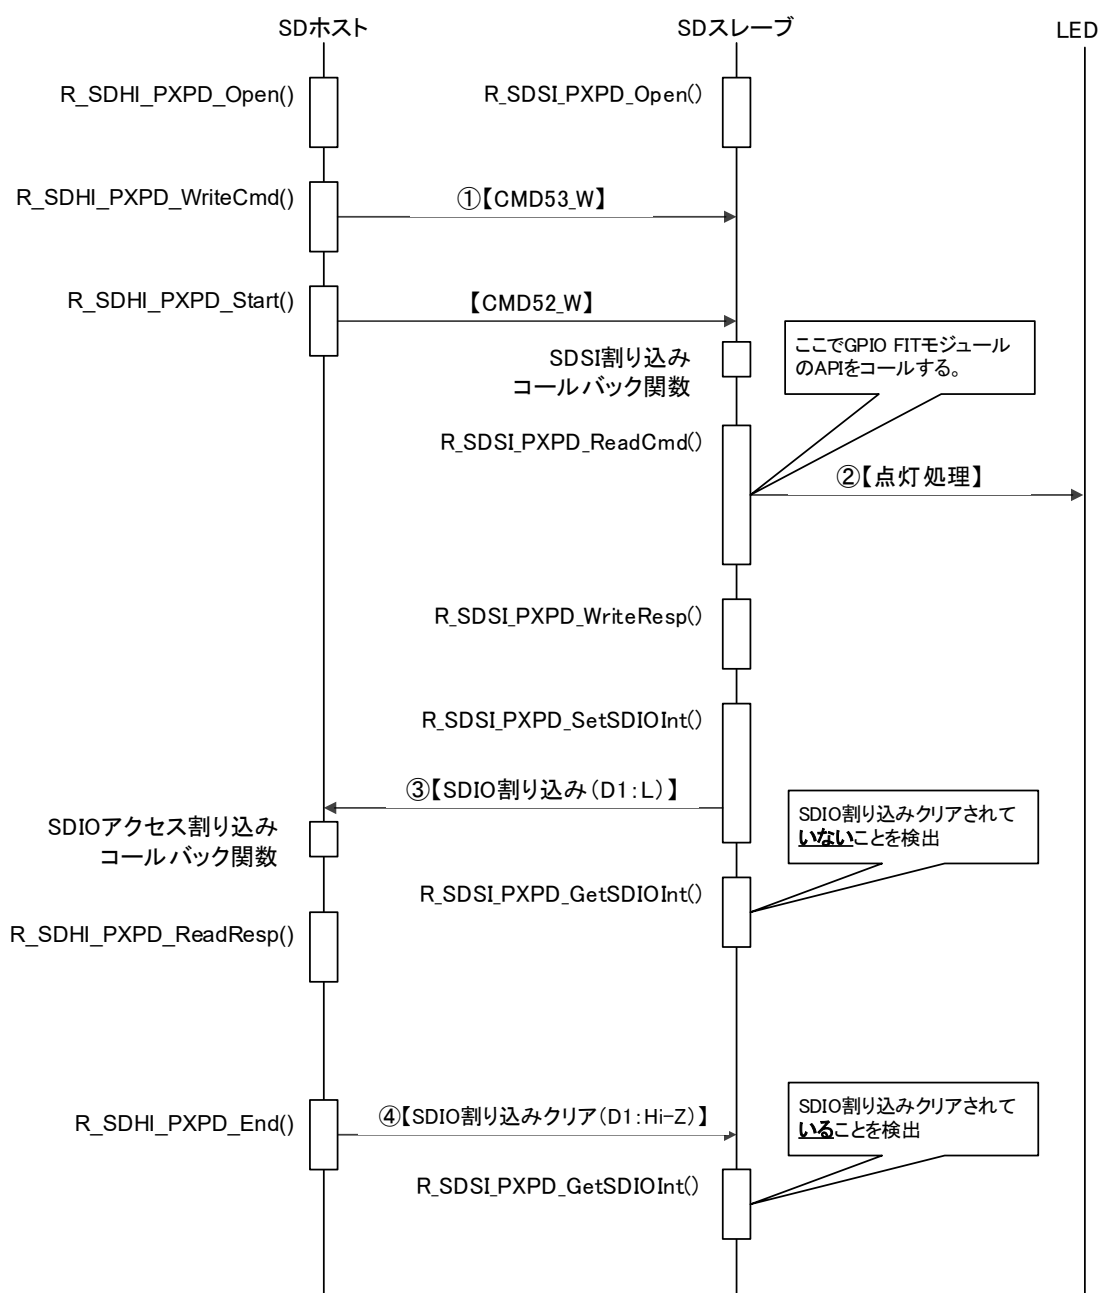 SDホスト
SDスレーブ
LED
R_SDHI_PXPD_Open()
R_SDSI_PXPD_Open()
R_SDHI_PXPD_WriteCmd()
①【CMD53_W】
R_SDHI_PXPD_Start()
【CMD52_W】
SDSI割り込み
コールバック関数
ここでGPIO FITモジュール
のAPIをコールする。
R_SDSI_PXPD_ReadCmd()
②【点灯処理】
R_SDSI_PXPD_WriteResp()
R_SDSI_PXPD_SetSDIOInt()
③【SDIO割り込み（D1：L）】
SDIOアクセス割り込み
コールバック関数
SDIO割り込みクリアされて
いないことを検出
R_SDSI_PXPD_GetSDIOInt()
R_SDHI_PXPD_ReadResp()
R_SDHI_PXPD_End()
④【SDIO割り込みクリア（D1：Hi-Z）】
SDIO割り込みクリアされて
いることを検出
R_SDSI_PXPD_GetSDIOInt()